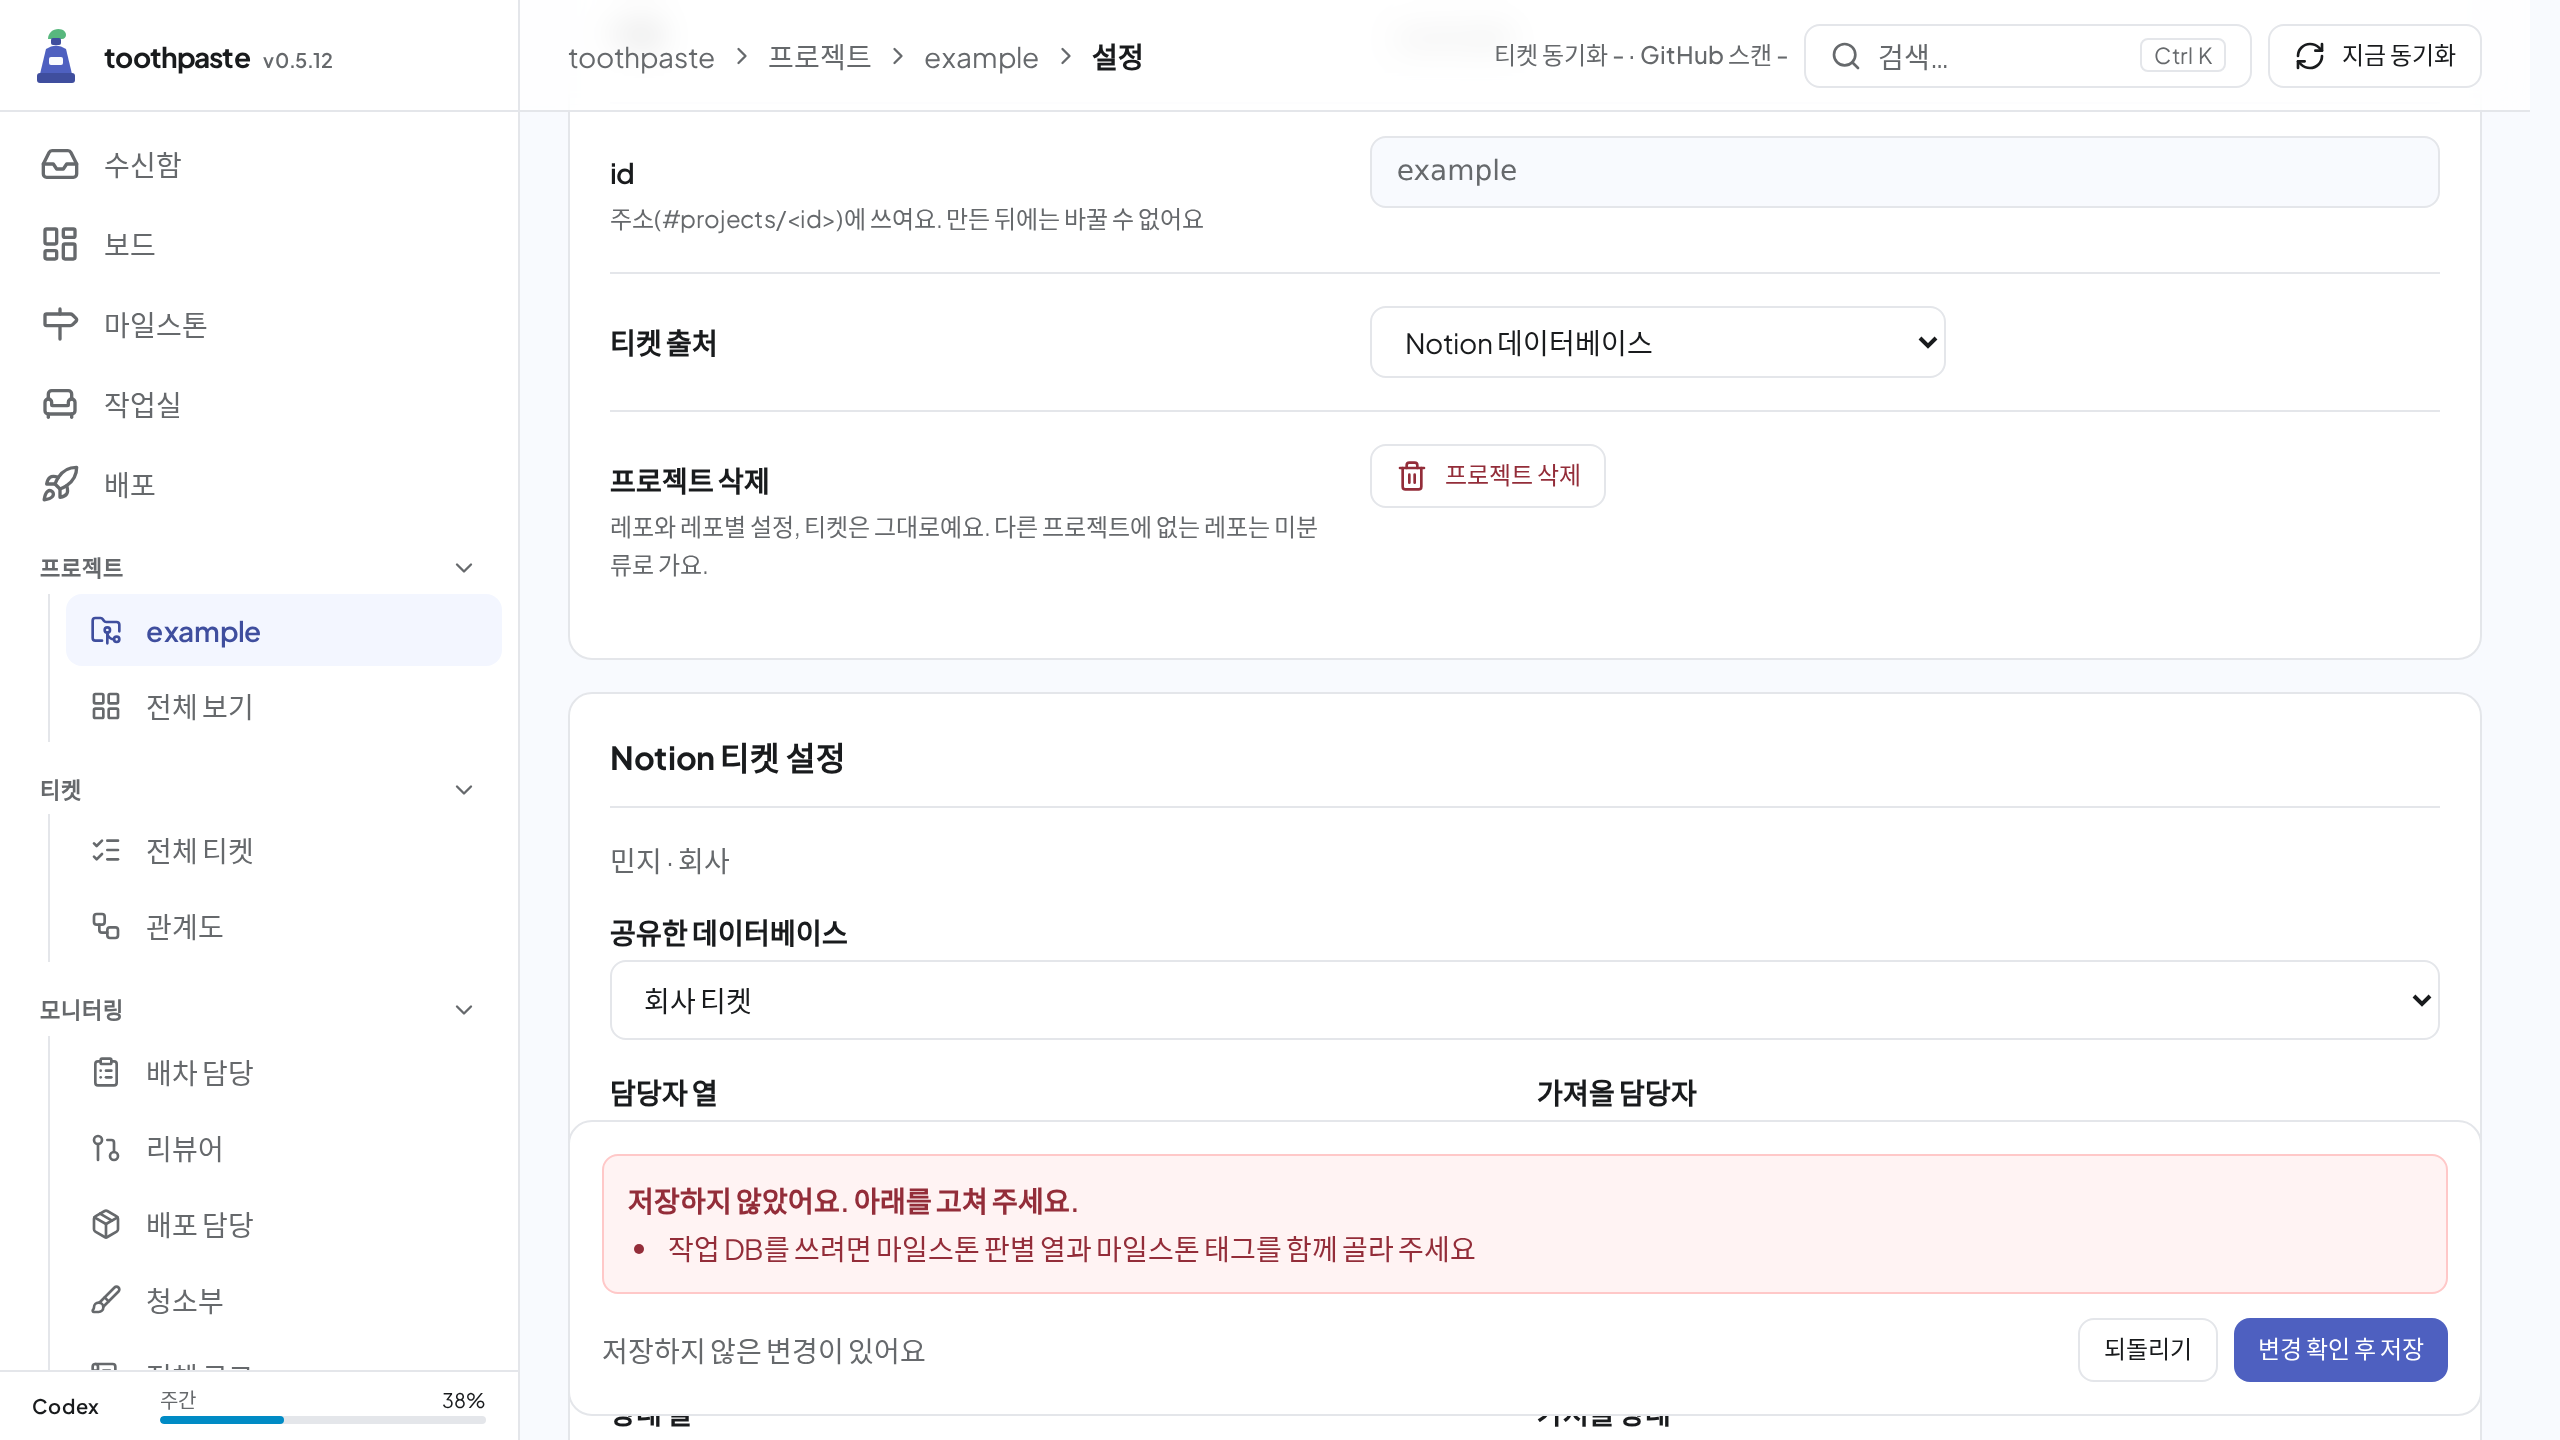 toothpaste v0.5.12
수신함
보드
마일스톤
작업실
배포
프로젝트
example
전체 보기
티켓
전체 티켓
관계도
모니터링
배차 담당
리뷰어
배포 담당
청소부
Codex
주간
38%
toothpaste > 프로젝트 > example > 설정
티켓 동기화 - · GitHub 스캔 -
검색...
Ctrl K
지금 동기화
id
example
주소(#projects/<id>)에 쓰여요. 만든 뒤에는 바꿀 수 없어요
티켓 출처
Notion 데이터베이스
프로젝트 삭제
프로젝트 삭제
레포와 레포별 설정, 티켓은 그대로예요. 다른 프로젝트에 없는 레포는 미분
류로 가요.
Notion 티켓 설정
민지 · 회사
공유한 데이터베이스
회사 티켓
담당자 열
가져올 담당자
저장하지 않았어요. 아래를 고쳐 주세요.
• 작업 DB를 쓰려면 마일스톤 판별 열과 마일스톤 태그를 함께 골라 주세요
저장하지 않은 변경이 있어요
되돌리기
변경 확인 후 저장